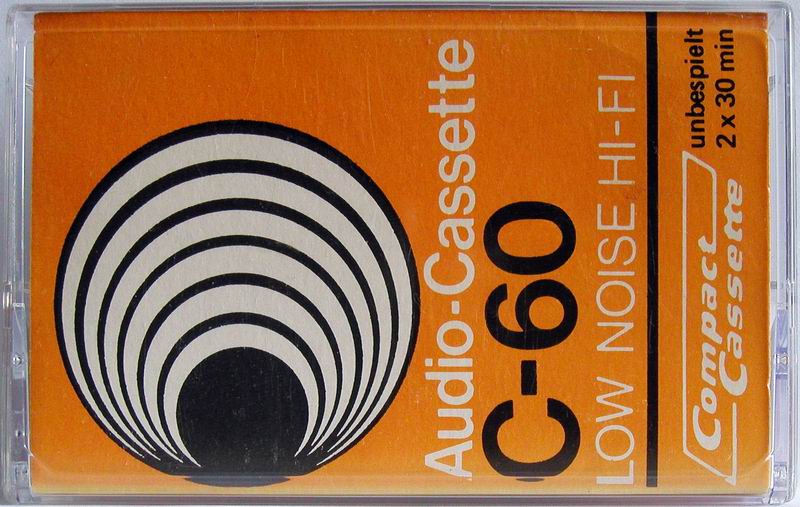 Audio-Cassette
C-60
LOW NOISE HI-FI
Compact
Cassette
unbespielt
2 x 30 min